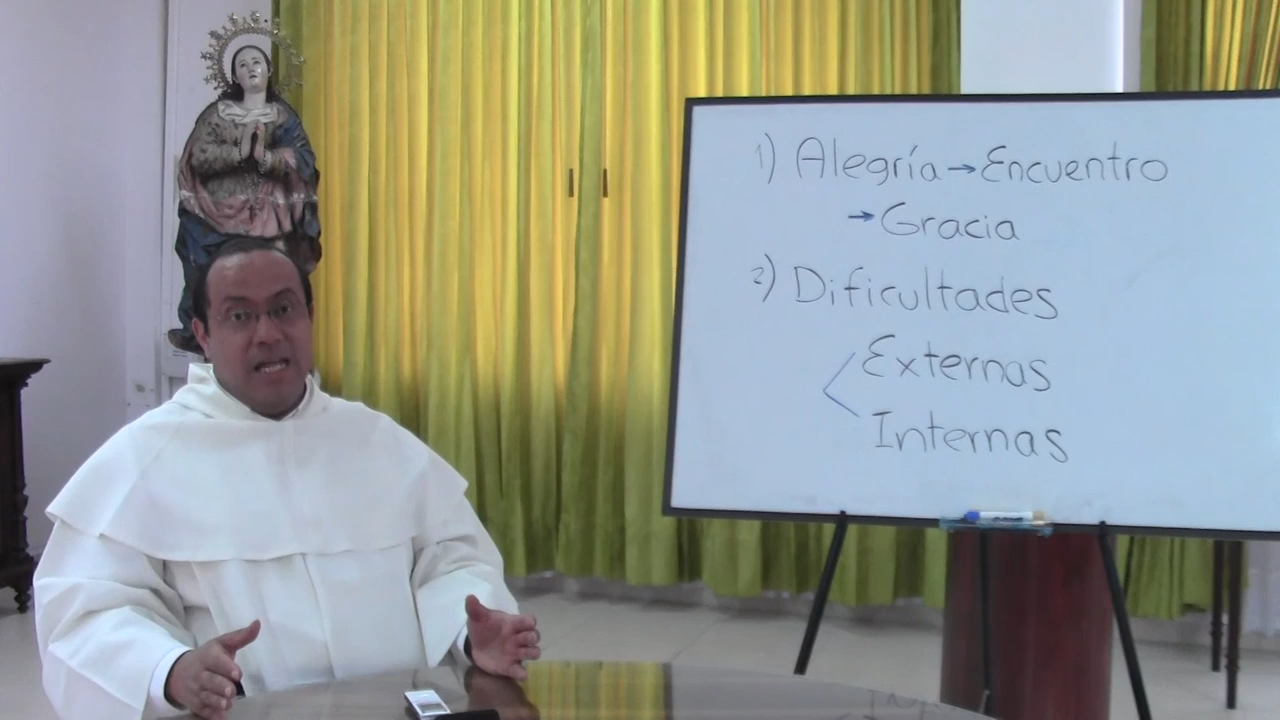 1) Alegría → Encuentro
→ Gracia
2) Dificultades
Externas
Internas